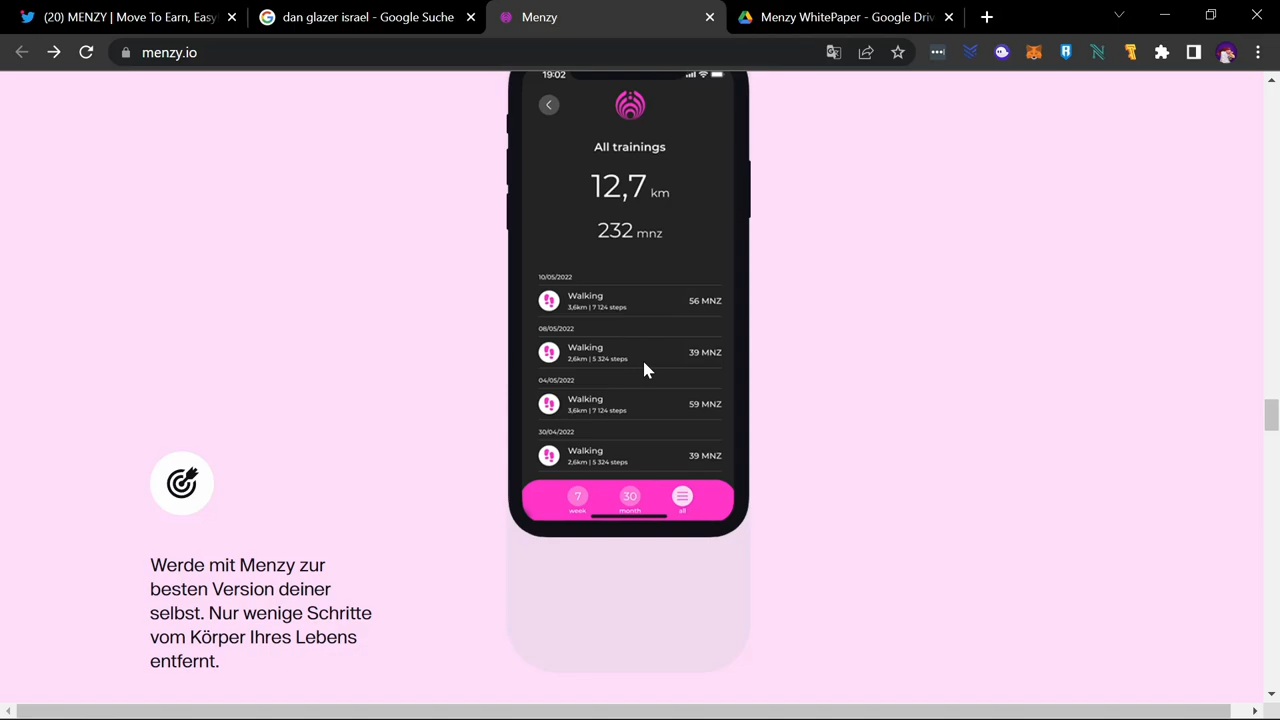 (20) MENZY | Move To Earn, Easy
dan glazer israel - Google Suche
Menzy
Menzy WhitePaper - Google Driv
menzy.io
19:02
All trainings
12,7 km
232 mnz
10/05/2022
Walking
3,6km | 7 124 steps
56 MNZ
08/05/2022
Walking
2,6km | 5 324 steps
39 MNZ
04/05/2022
Walking
3,6km | 7 124 steps
59 MNZ
30/04/2022
Walking
2,6km | 5 324 steps
39 MNZ
7
week
30
month
all
Werde mit Menzy zur
besten Version deiner
selbst. Nur wenige Schritte
vom Körper Ihres Lebens
entfernt.